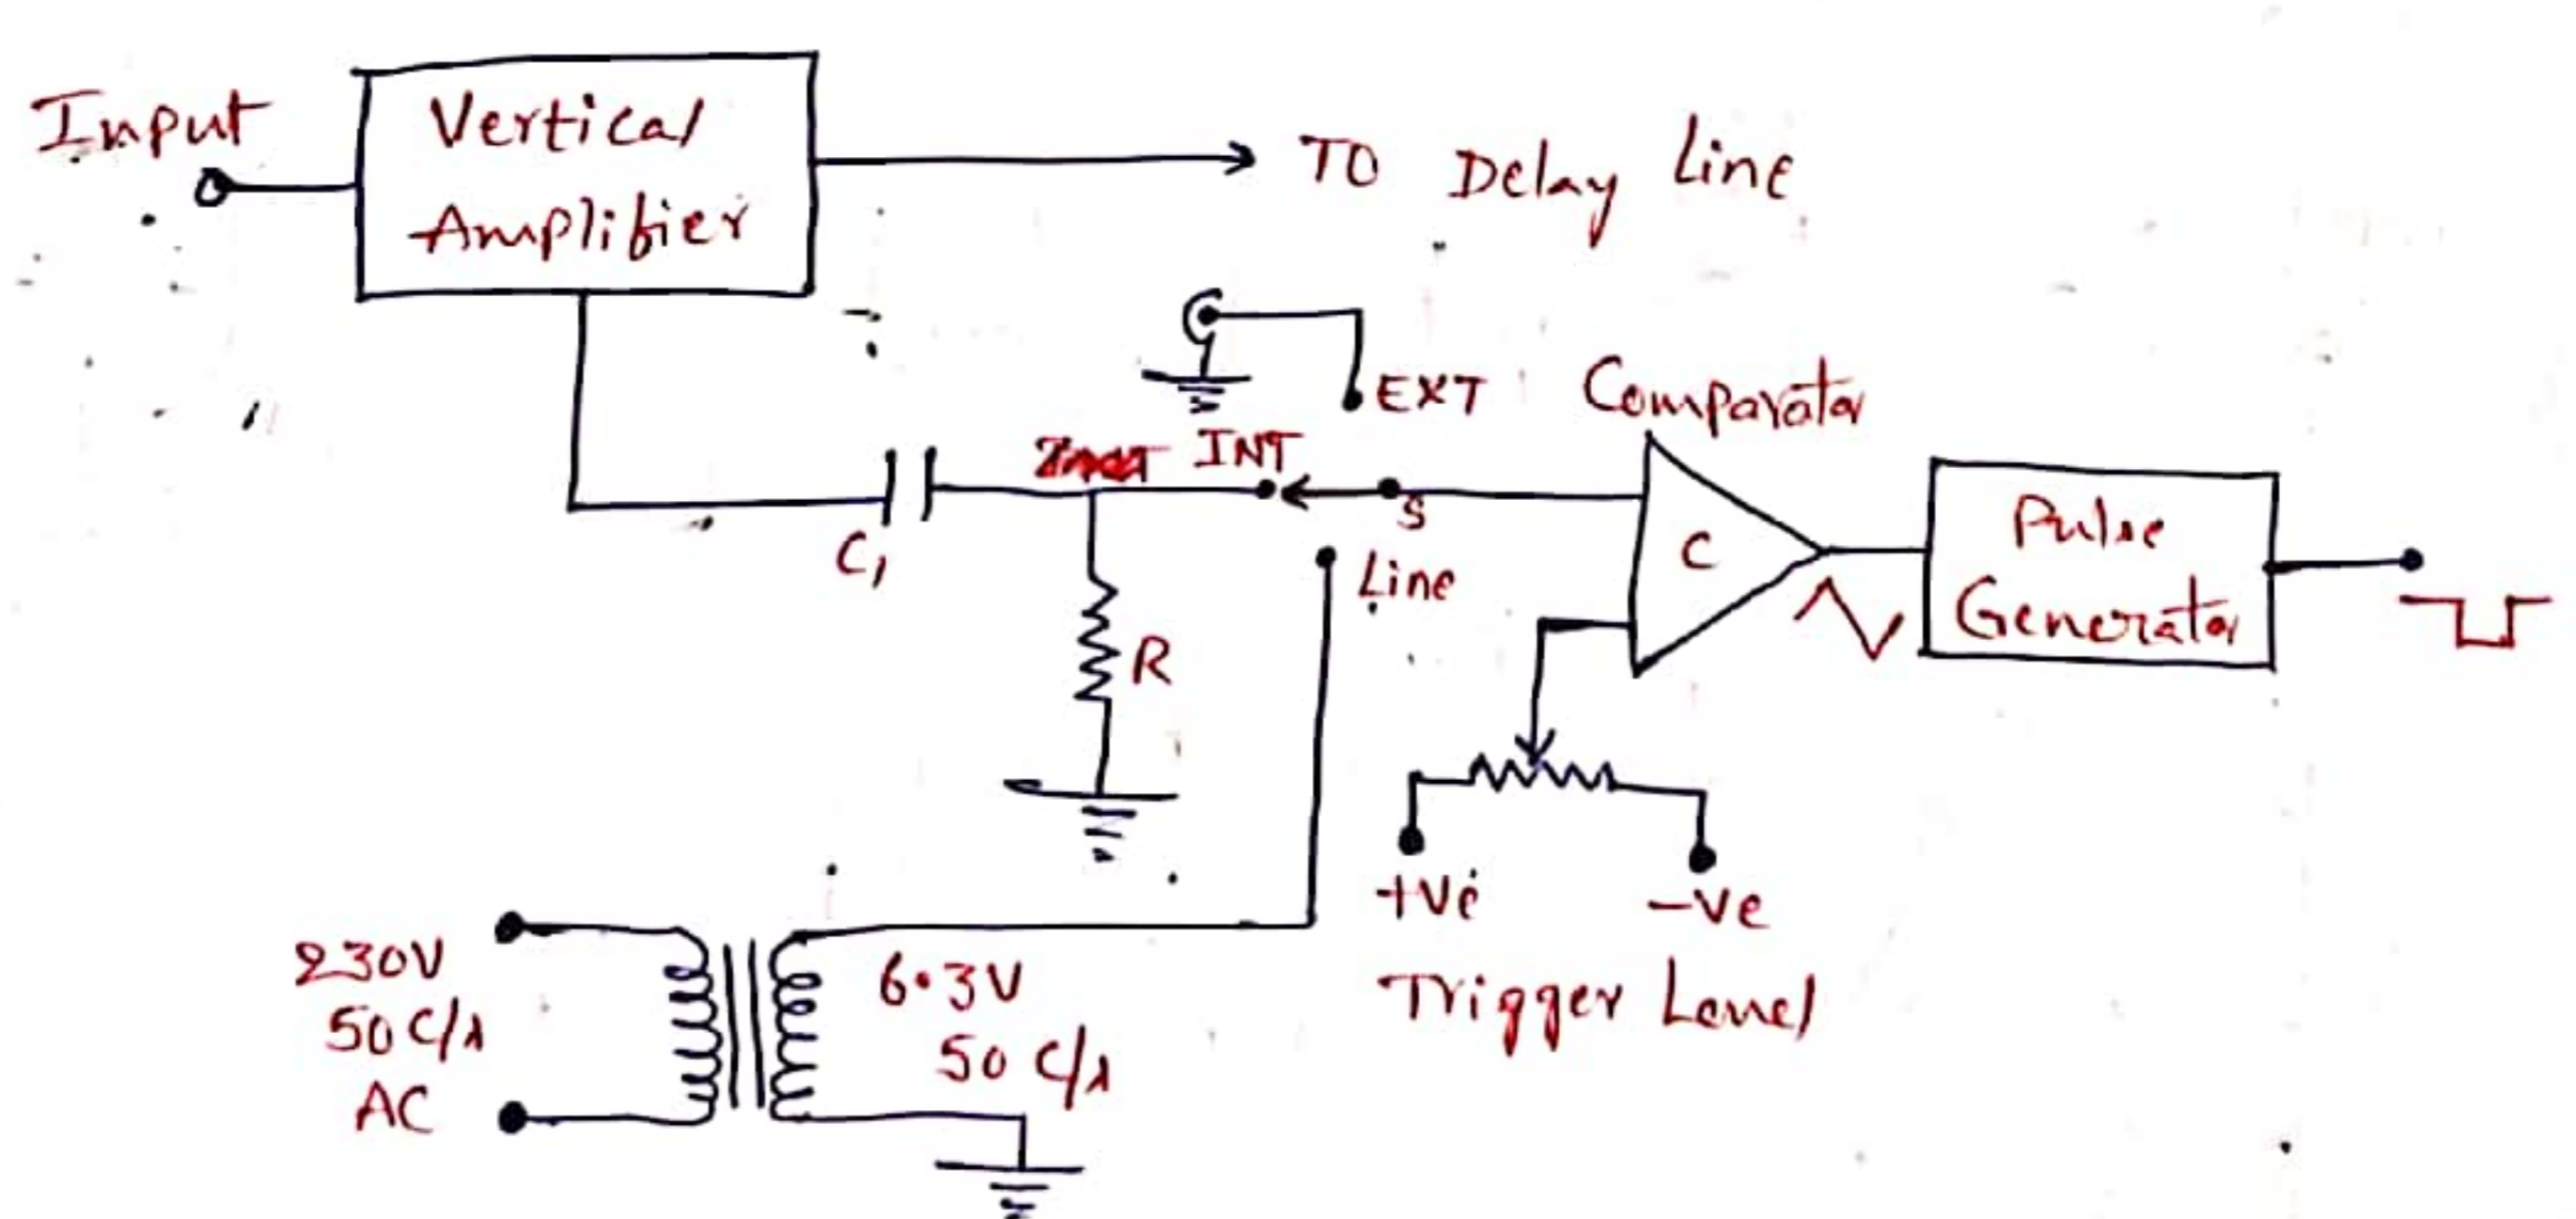 Input
Vertical
Amplifier
TO Delay Line
EXT
Comparator
INT
S
C
Pulse
Generator
C1
Line
R
+Ve
-Ve
Trigger Level
230V
50 C/s
AC
6.3V
50 C/s